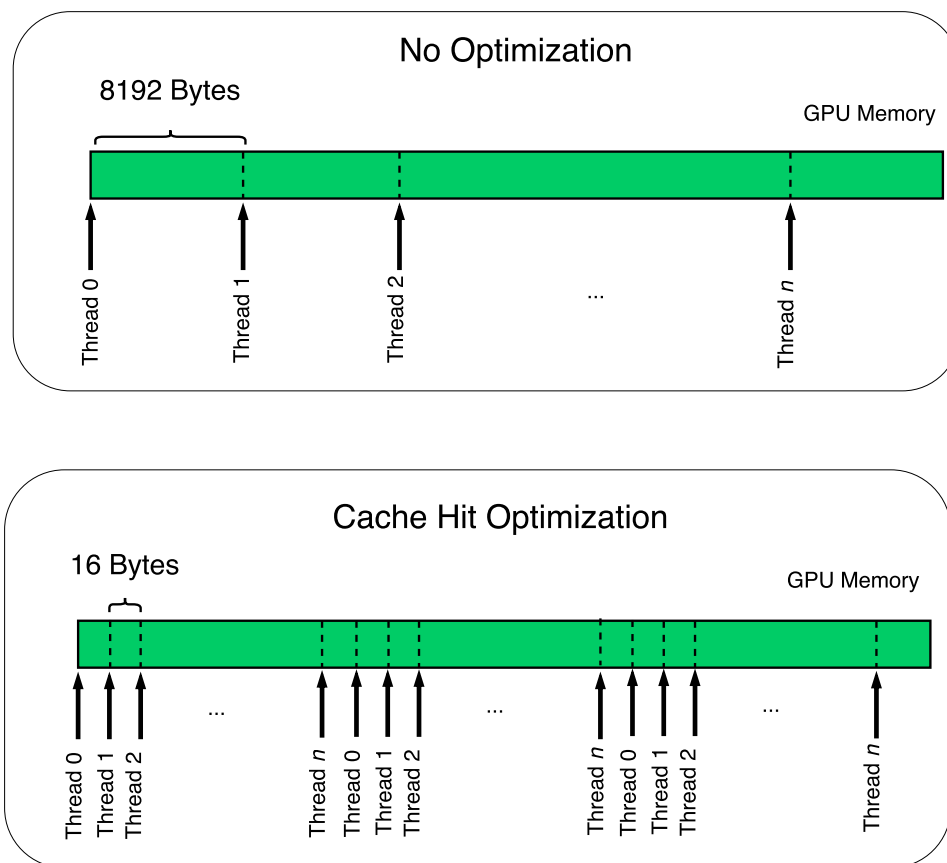 No Optimization
8192 Bytes
GPU Memory
Thread 0
Thread 1
Thread 2
...
Thread n
Cache Hit Optimization
16 Bytes
GPU Memory
Thread 0
Thread 1
Thread 2
...
Thread n
Thread 0
Thread 1
Thread 2
...
Thread n
Thread 0
Thread 1
Thread 2
...
Thread n